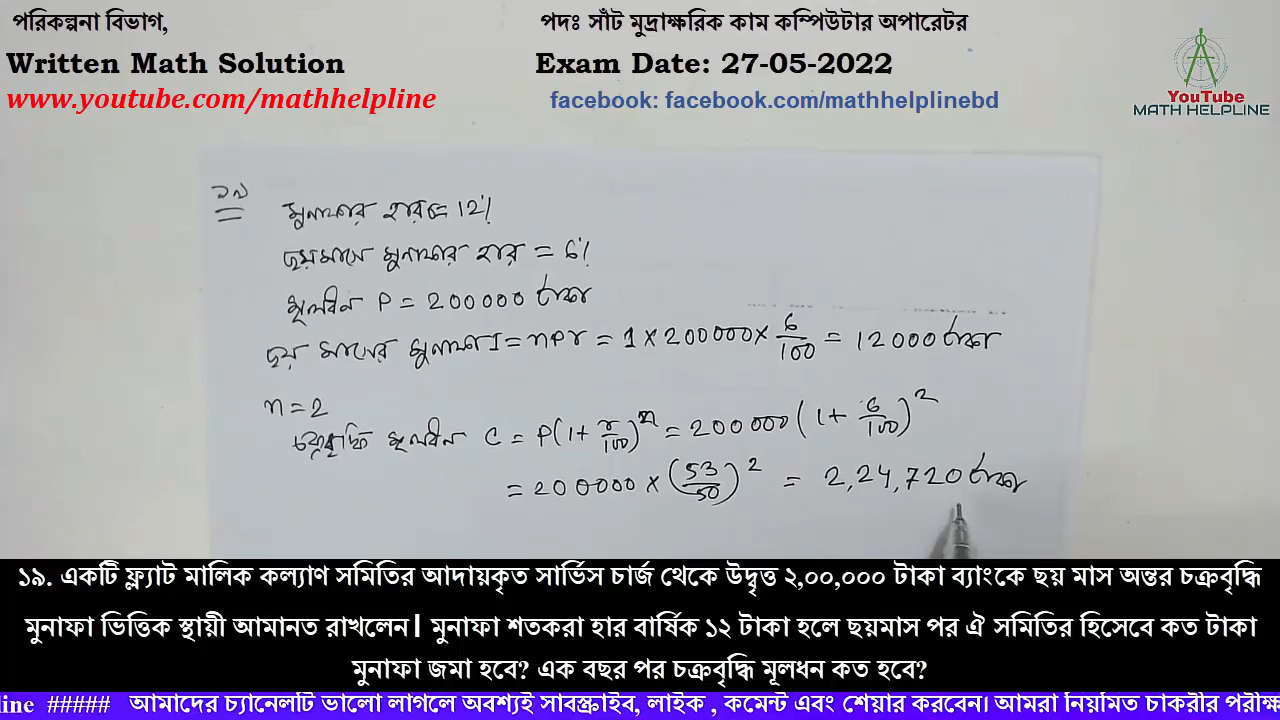 পরিকল্পনা বিভাগ,
পদঃ সাঁট মুদ্রাক্ষরিক কাম কম্পিউটার অপারেটর
Written Math Solution
Exam Date: 27-05-2022
www.youtube.com/mathhelpline
facebook: facebook.com/mathhelplinebd
YouTube
MATH HELPLINE
১৯
মুনাফার হার = 12%
ছয়মাসে মুনাফার হার = 6%
মূলধন P = 200000 টাকা
ছয় মাসের মুনাফা I = nPr = 1 × 200000 × 6/100 = 12000 টাকা
n = 2
চক্রবৃদ্ধি মূলধন C = P(1 + r/100)^n = 200000(1 + 6/100)^2
= 200000 × (53/50)^2 = 2,24,720 টাকা
১৯. একটি ফ্ল্যাট মালিক কল্যাণ সমিতির আদায়কৃত সার্ভিস চার্জ থেকে উদ্বৃত্ত ২,০০,০০০ টাকা ব্যাংকে ছয় মাস অন্তর চক্রবৃদ্ধি
মুনাফা ভিত্তিক স্থায়ী আমানত রাখলেন। মুনাফা শতকরা হার বার্ষিক ১২ টাকা হলে ছয়মাস পর ঐ সমিতির হিসেবে কত টাকা
মুনাফা জমা হবে? এক বছর পর চক্রবৃদ্ধি মূলধন কত হবে?
line ##### আমাদের চ্যানেলটি ভালো লাগলে অবশ্যই সাবস্ক্রাইব, লাইক , কমেন্ট এবং শেয়ার করবেন। আমরা নিয়মিত চাকরীর পরীক্ষ